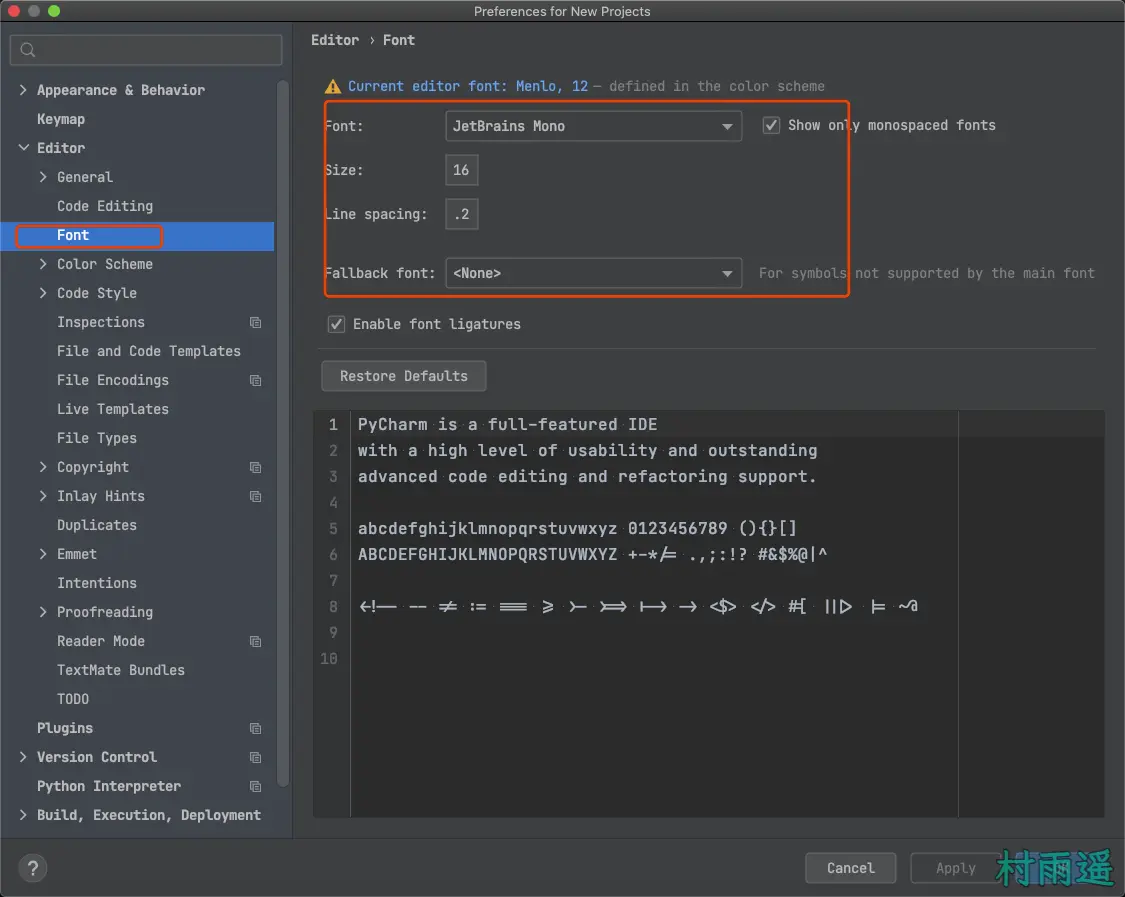 Preferences for New Projects
Editor › Font
Appearance & Behavior
Keymap
Editor
General
Code Editing
Font
Color Scheme
Code Style
Inspections
File and Code Templates
File Encodings
Live Templates
File Types
Copyright
Inlay Hints
Duplicates
Emmet
Intentions
Proofreading
Reader Mode
TextMate Bundles
TODO
Plugins
Version Control
Python Interpreter
Build, Execution, Deployment
Current editor font: Menlo, 12 – defined in the color scheme
Font: JetBrains Mono Show only monospaced fonts
Size: 16
Line spacing: .2
Fallback font: <None> For symbols not supported by the main font
Enable font ligatures
Restore Defaults
1 PyCharm is a full-featured IDE
2 with a high level of usability and outstanding
3 advanced code editing and refactoring support.
4
5 abcdefghijklmnopqrstuvwxyz 0123456789 (){}[]
6 ABCDEFGHIJKLMNOPQRSTUVWXYZ +-*/= .,;:!? #&$%@|^
7
8 <!-- -- != := === >= >- >=> |-> -> <$> </> #[ ||> |= ~@
9
10
? Cancel Apply
村雨遥